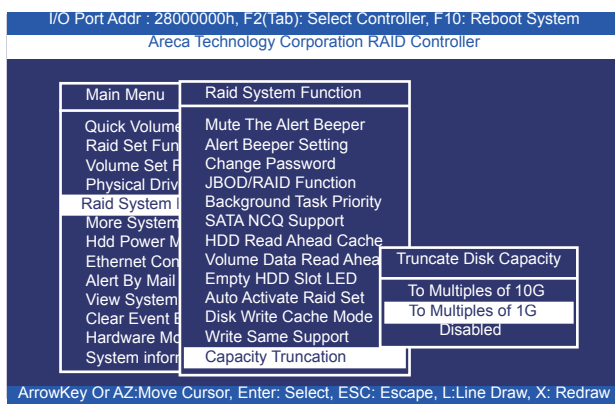 I/O Port Addr : 28000000h, F2(Tab): Select Controller, F10: Reboot System
Areca Technology Corporation RAID Controller
Main Menu
Quick Volume
Raid Set Fun
Volume Set F
Physical Driv
Raid System
More System
Hdd Power M
Ethernet Con
Alert By Mail
View System
Clear Event
Hardware Mo
System infor
Raid System Function
Mute The Alert Beeper
Alert Beeper Setting
Change Password
JBOD/RAID Function
Background Task Priority
SATA NCQ Support
HDD Read Ahead Cache
Volume Data Read Ahea
Empty HDD Slot LED
Auto Activate Raid Set
Disk Write Cache Mode
Write Same Support
Capacity Truncation
Truncate Disk Capacity
To Multiples of 10G
To Multiples of 1G
Disabled
ArrowKey Or AZ:Move Cursor, Enter: Select, ESC: Escape, L:Line Draw, X: Redraw